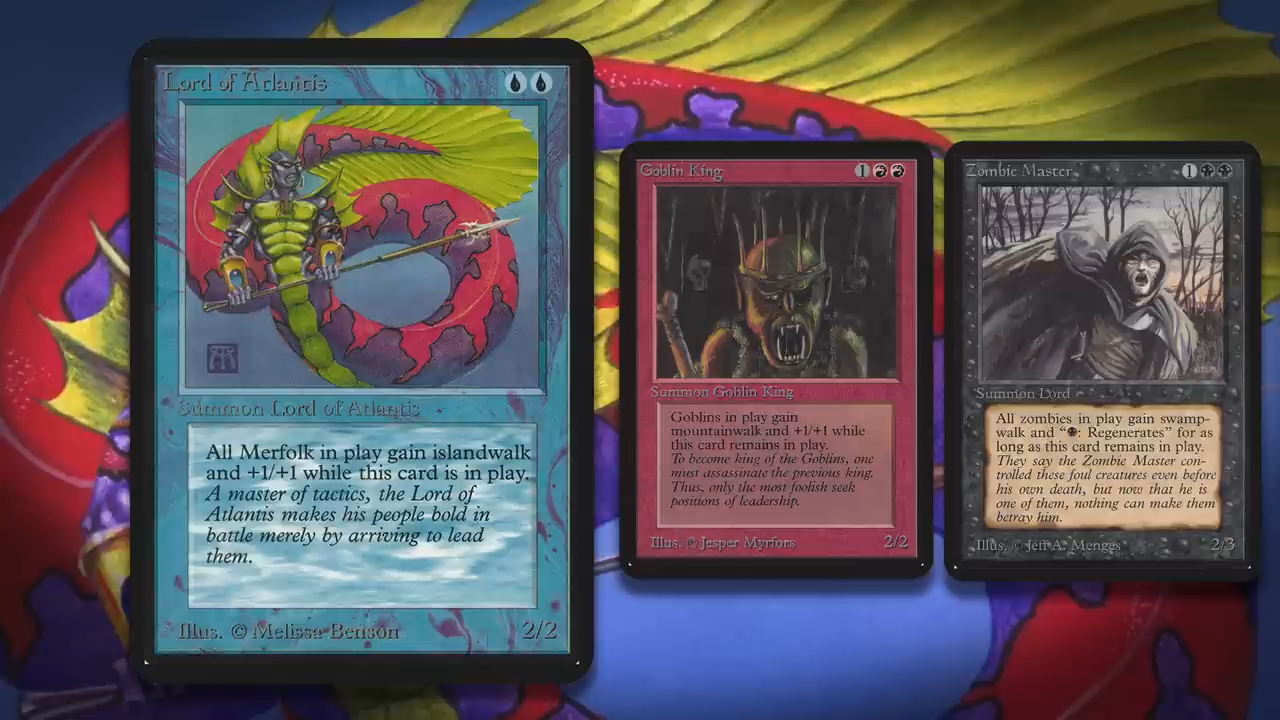 Lord of Atlantis
Summon Lord of Atlantis
All Merfolk in play gain islandwalk
and +1/+1 while this card is in play.
A master of tactics, the Lord of
Atlantis makes his people bold in
battle merely by arriving to lead
them.
Illus. © Melissa Benson 2/2
Goblin King 1
Summon Goblin King
Goblins in play gain
mountainwalk and +1/+1 while
this card remains in play.
To become king of the Goblins, one
must assassinate the previous king.
Thus, only the most foolish seek
positions of leadership.
Illus. © Jesper Myrfors 2/2
Zombie Master 1
Summon Lord
All zombies in play gain swamp-
walk and “ : Regenerates” for as
long as this card remains in play.
They say the Zombie Master con-
trolled these foul creatures even before
his own death, but now that he is
one of them, nothing can make them
betray him.
Illus. © Jeff A. Menges 2/3